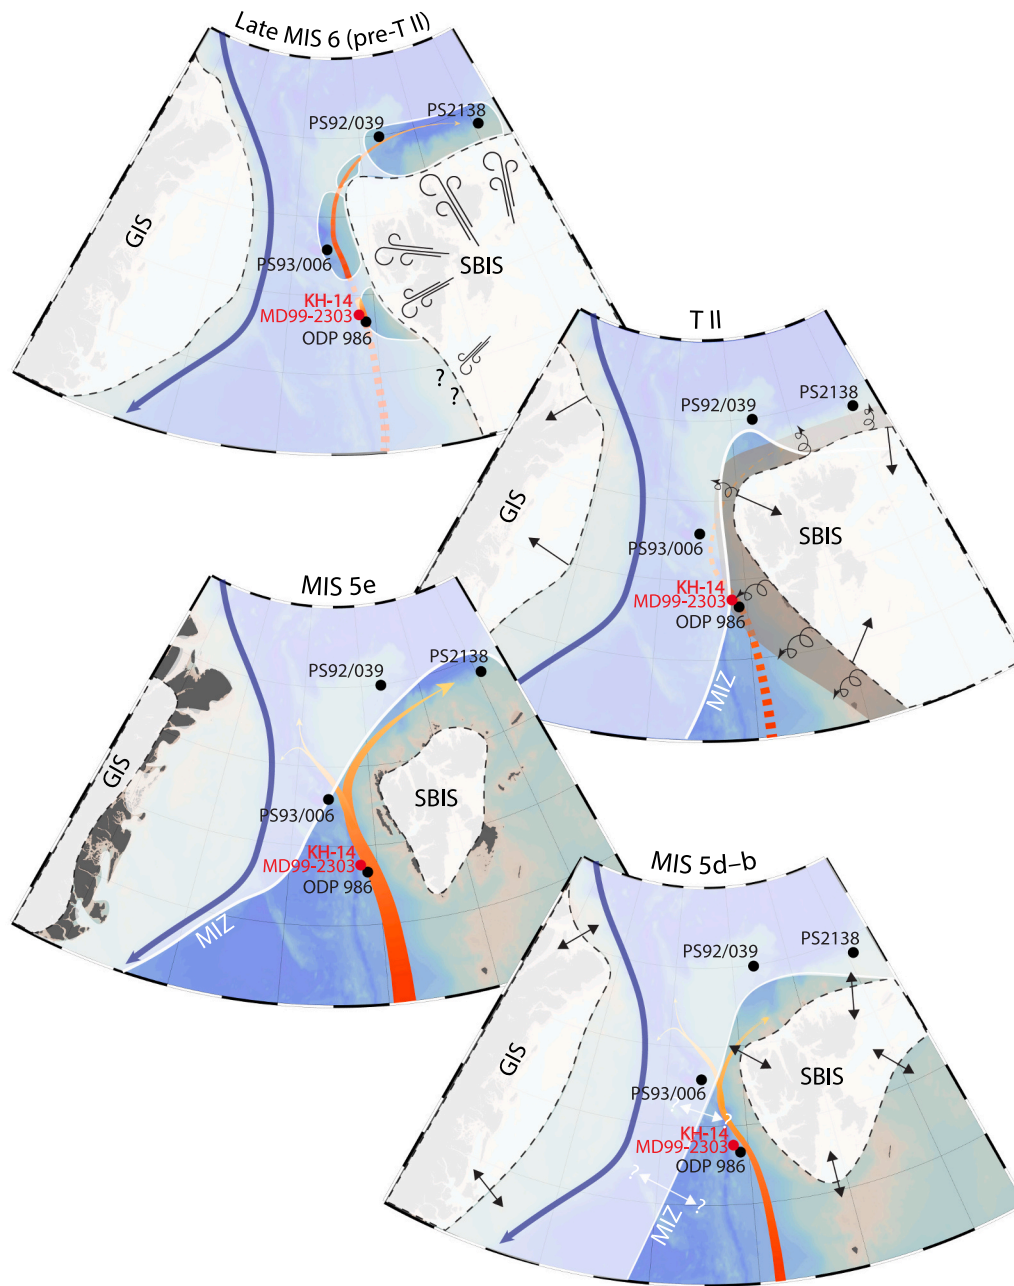 Late MIS 6 (pre-T II)
PS92/039
PS2138
GIS
PS93/006
SBIS
KH-14
MD99-2303
ODP 986
?
?
T II
PS92/039
PS2138
GIS
PS93/006
SBIS
KH-14
MD99-2303
ODP 986
MIZ
MIS 5e
PS92/039
PS2138
GIS
PS93/006
SBIS
KH-14
MD99-2303
ODP 986
MIZ
MIS 5d–b
PS92/039
PS2138
GIS
PS93/006
SBIS
? ?
KH-14
MD99-2303
ODP 986
? ?
MIZ